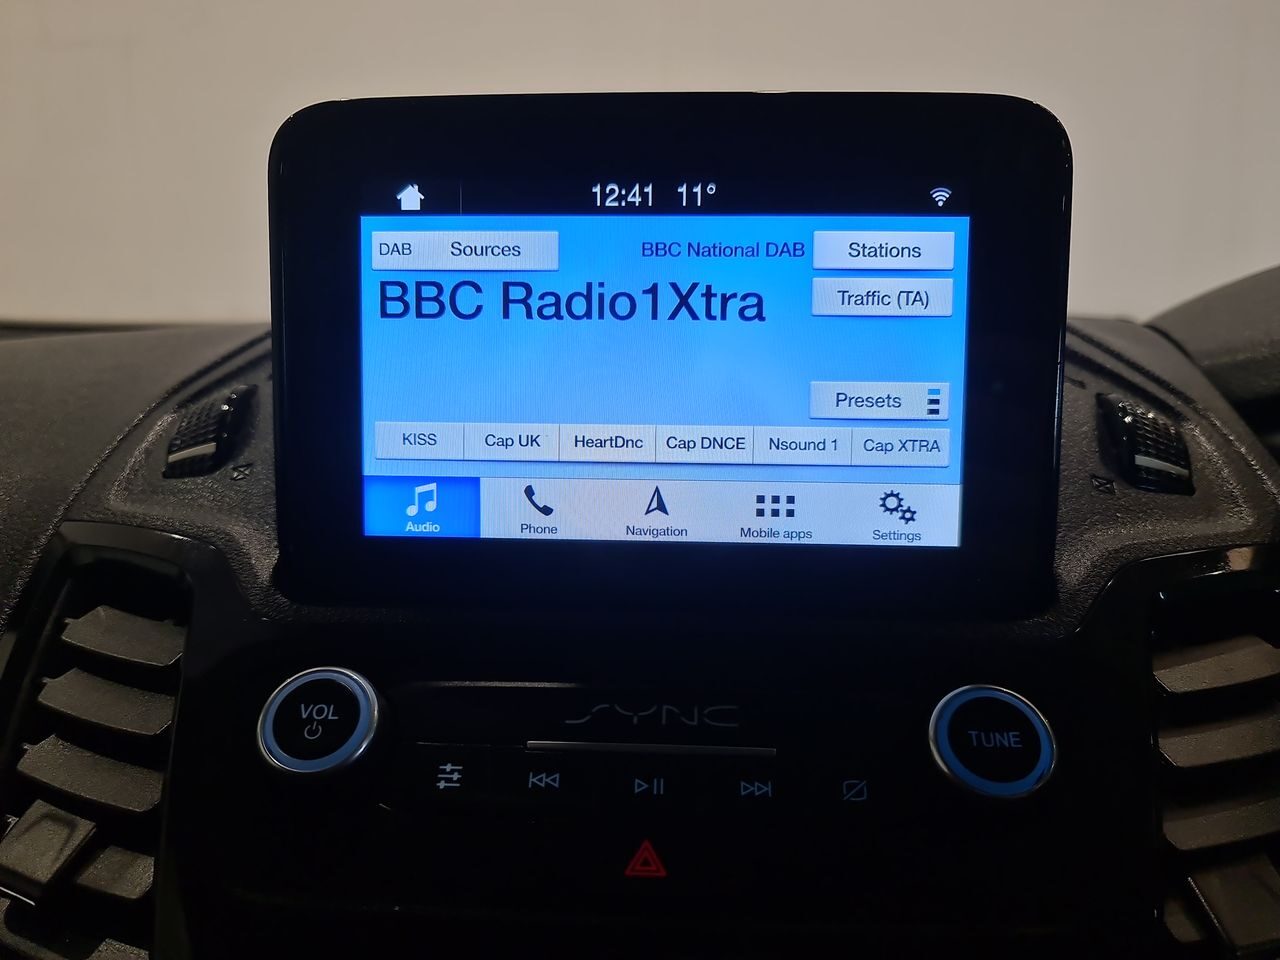 12:41 11°
DAB Sources BBC National DAB Stations
BBC Radio1Xtra Traffic (TA)
Presets
KISS Cap UK HeartDnc Cap DNCE Nsound 1 Cap XTRA
Audio Phone Navigation Mobile apps Settings
VOL SYNC TUNE